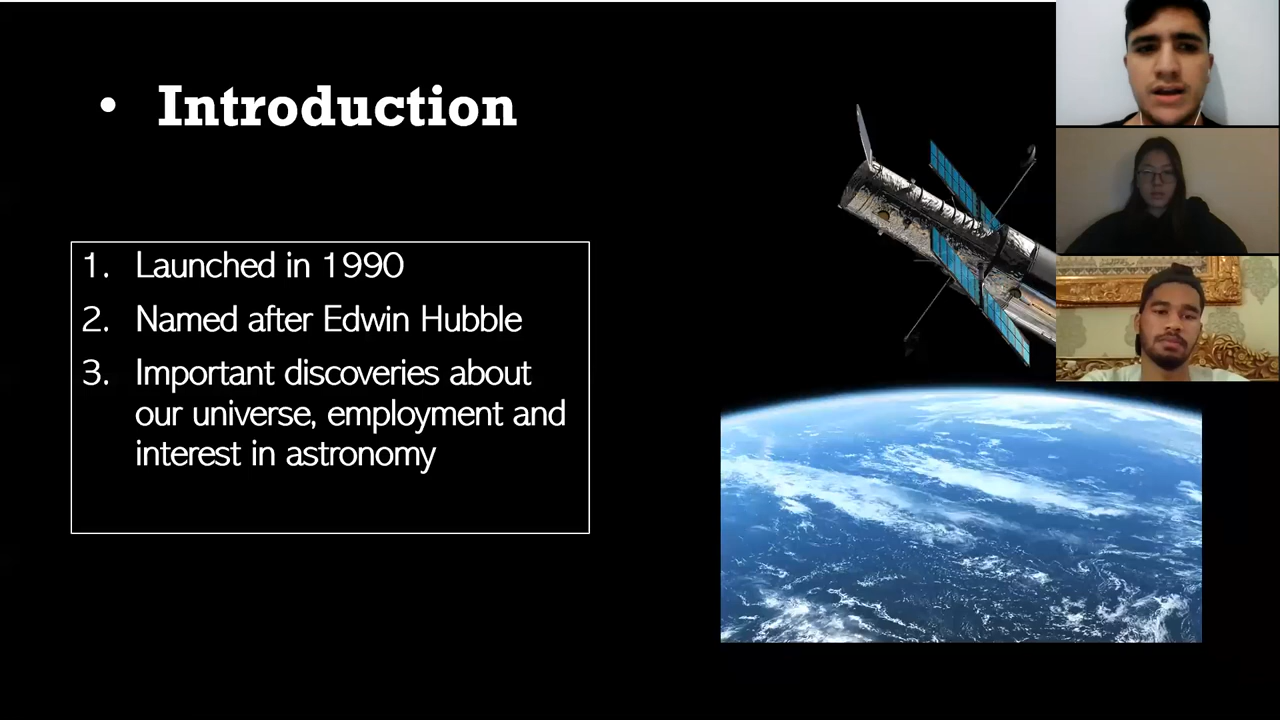 • Introduction
1. Launched in 1990
2. Named after Edwin Hubble
3. Important discoveries about
our universe, employment and
interest in astronomy